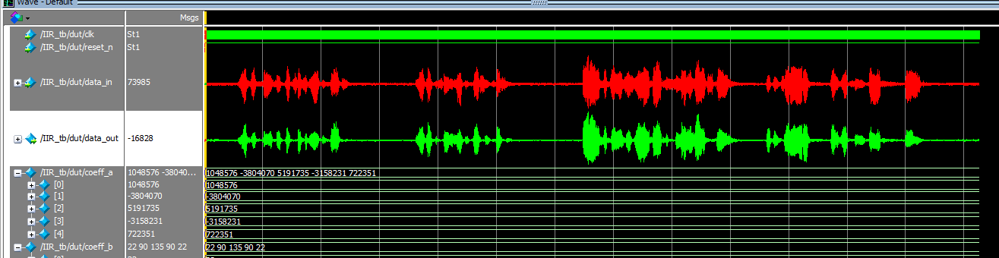 Wave - Default
Msgs
/IIR_tb/dut/clk St1
/IIR_tb/dut/reset_n St1
/IIR_tb/dut/data_in 73985
/IIR_tb/dut/data_out -16828
/IIR_tb/dut/coeff_a 1048576 -38040... 1048576 -3804070 5191735 -3158231 722351
[0] 1048576 1048576
[1] -3804070 -3804070
[2] 5191735 5191735
[3] -3158231 -3158231
[4] 722351 722351
/IIR_tb/dut/coeff_b 22 90 135 90 22 22 90 135 90 22